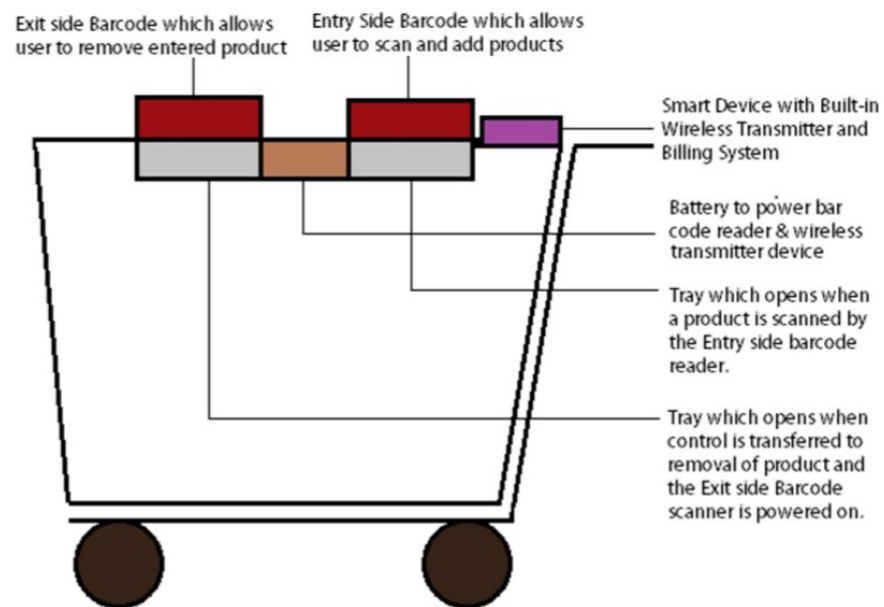 Exit side Barcode which allows
user to remove entered product
Entry Side Barcode which allows
user to scan and add products
Smart Device with Built-in
Wireless Transmitter and
Billing System
Battery to power bar
code reader & wireless
transmitter device
Tray which opens when
a product is scanned by
the Entry side barcode
reader.
Tray which opens when
control is transferred to
removal of product and
the Exit side Barcode
scanner is powered on.